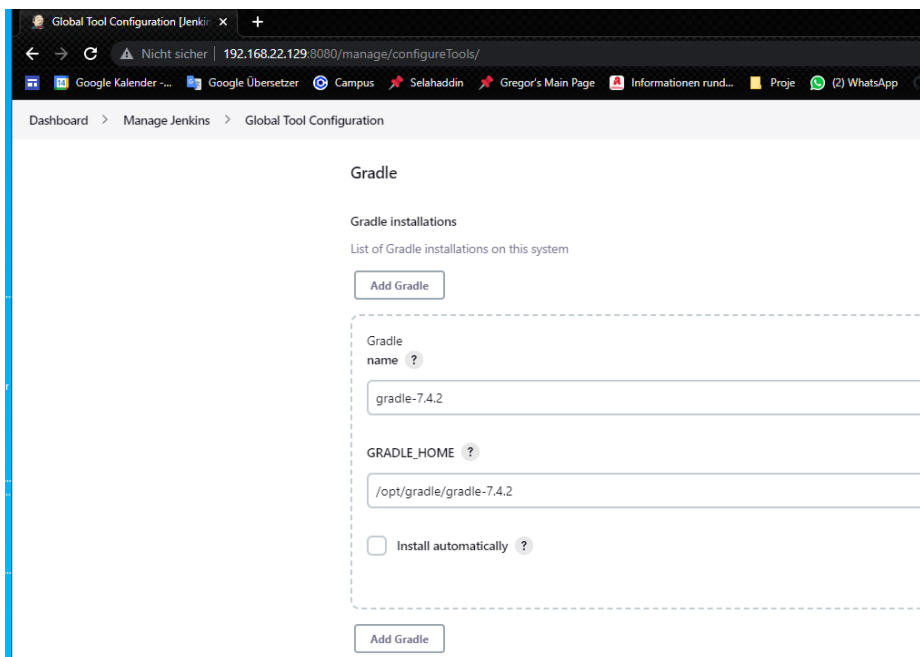 Global Tool Configuration [Jenkin
Nicht sicher | 192.168.22.129:8080/manage/configureTools/
Google Kalender -... Google Übersetzer Campus Selahaddin Gregor's Main Page Informationen rund... Proje (2) WhatsApp
Dashboard > Manage Jenkins > Global Tool Configuration
Gradle
Gradle installations
List of Gradle installations on this system
Add Gradle
Gradle
name ?
gradle-7.4.2
GRADLE_HOME ?
/opt/gradle/gradle-7.4.2
Install automatically ?
Add Gradle